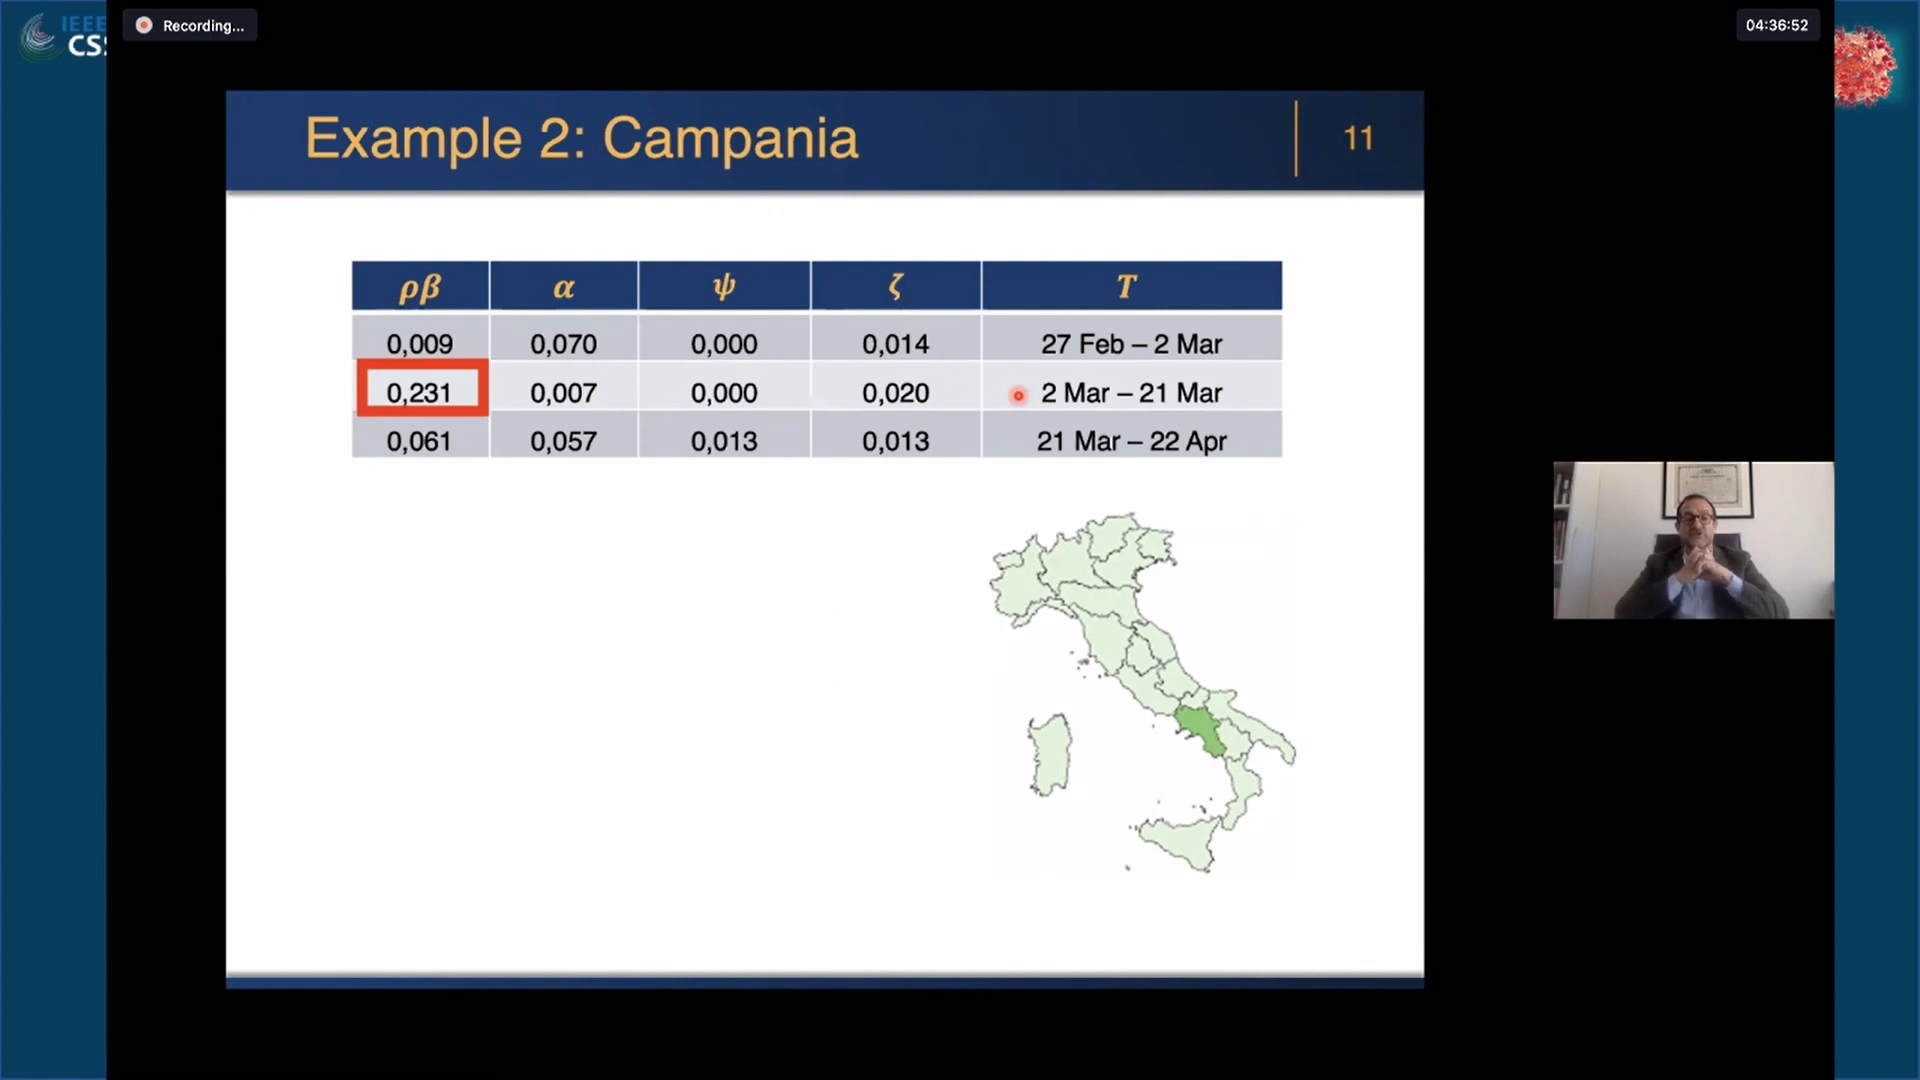 IEEE
CSS
Recording...
04:36:52
Example 2: Campania
11
ρβ α ψ ζ T
0,009 0,070 0,000 0,014 27 Feb – 2 Mar
0,231 0,007 0,000 0,020 2 Mar – 21 Mar
0,061 0,057 0,013 0,013 21 Mar – 22 Apr